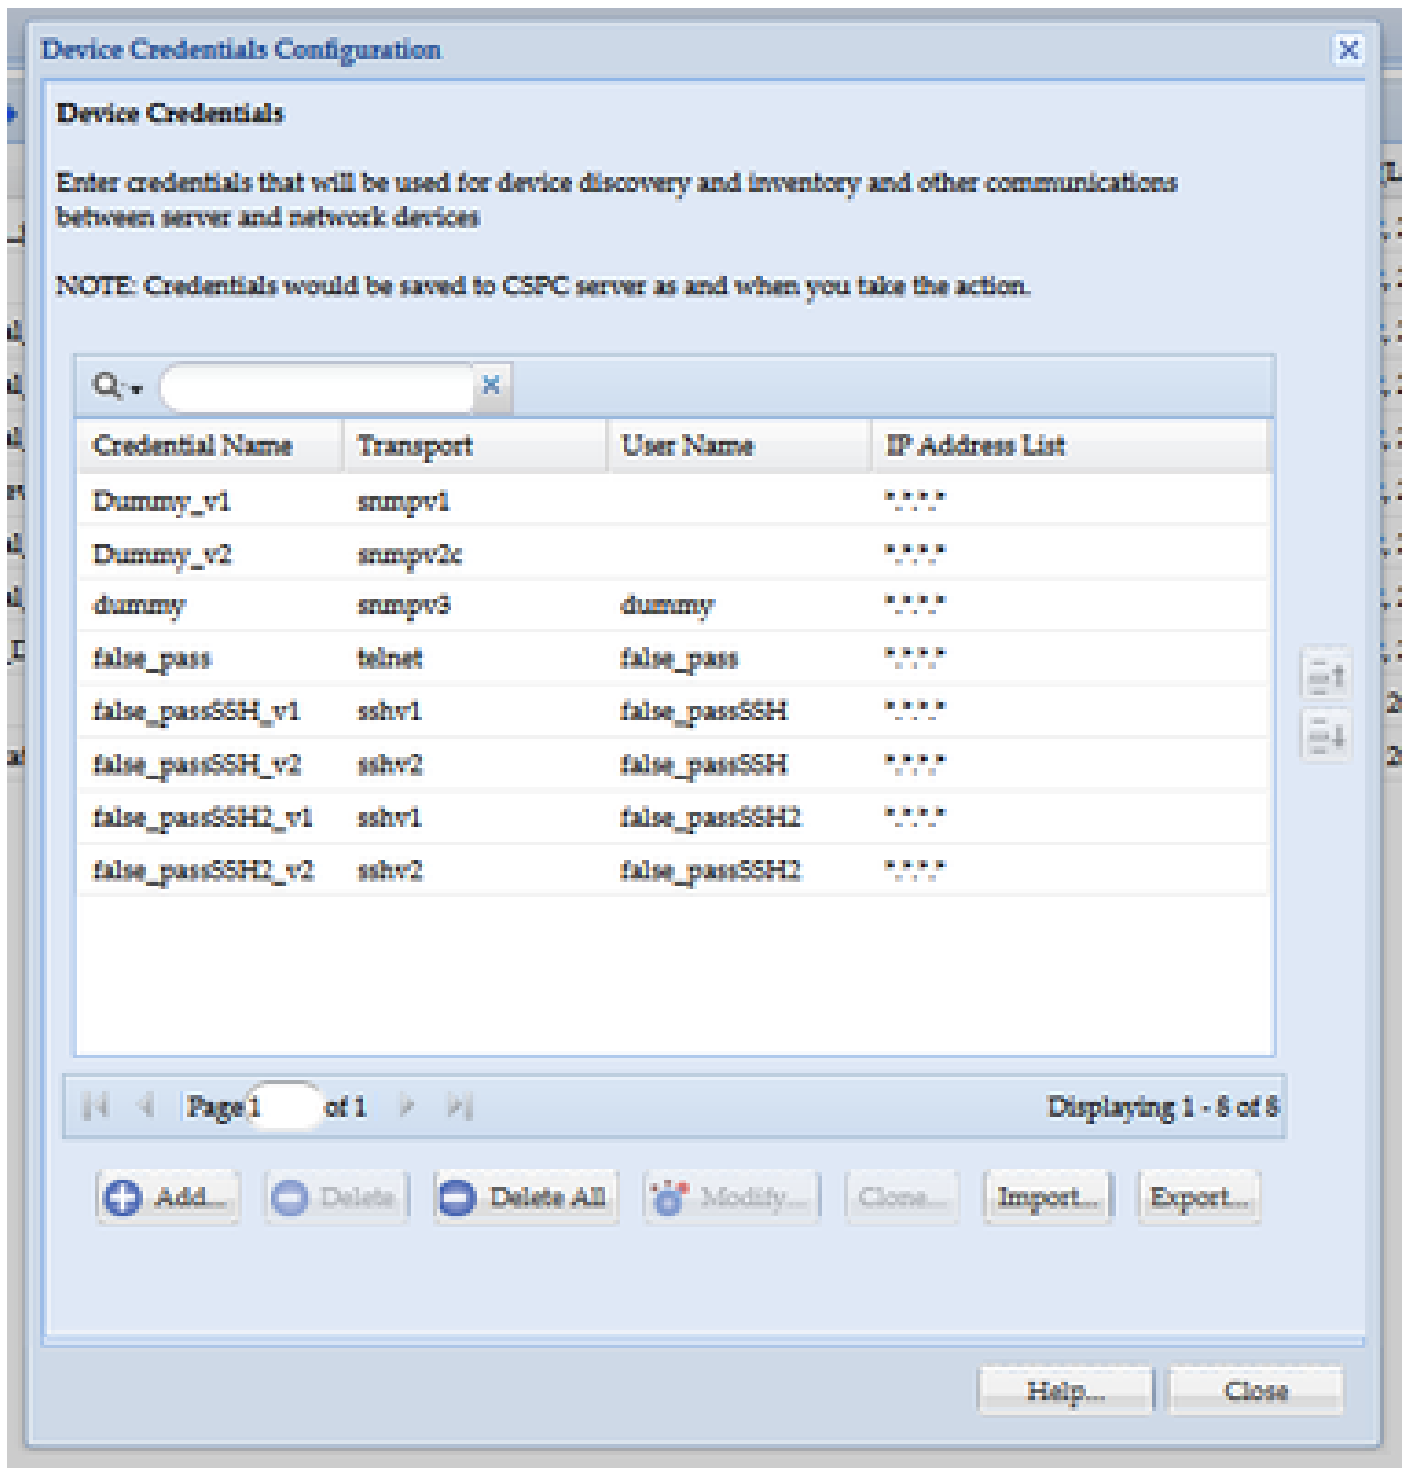 Device Credentials Configuration
Device Credentials
Enter credentials that will be used for device discovery and inventory and other communications
between server and network devices
NOTE: Credentials would be saved to CSPC server as and when you take the action.
Credential Name Transport User Name IP Address List
Dummy_v1 snmpv1 *.*.*.*
Dummy_v2 snmpv2c *.*.*.*
dummy snmpv3 dummy *.*.*.*
false_pass telnet false_pass *.*.*.*
false_passSSH_v1 sshv1 false_passSSH *.*.*.*
false_passSSH_v2 sshv2 false_passSSH *.*.*.*
false_passSSH2_v1 sshv1 false_passSSH2 *.*.*.*
false_passSSH2_v2 sshv2 false_passSSH2 *.*.*.*
Page 1 of 1 Displaying 1 - 8 of 8
Add... Delete Delete All Modify... Clone... Import... Export...
Help... Close